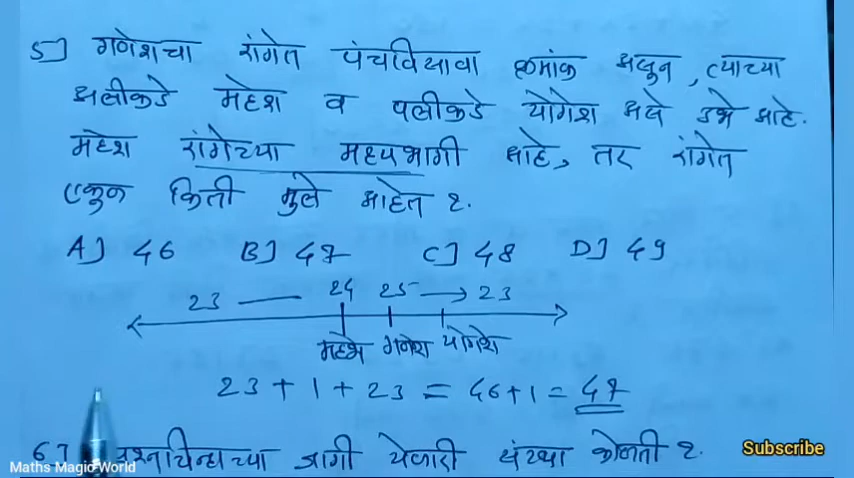 5] गणेशचा रांगेत पंचविसावा क्रमांक असून, त्याच्या
अलीकडे महेश व पलीकडे योगेश असे उभे आहे.
महेश रांगेच्या मध्यभागी आहे, तर रांगेत
एकूण किती मुले आहेत ?.
A] 46 B] 47 C] 48 D] 49
23 — 24 25 → 23
महेश गणेश योगेश
23 + 1 + 23 = 46+1 = 47
6] प्रश्नचिन्हाच्या जागी येणारी संख्या कोणती ?.
Subscribe
Maths Magic World